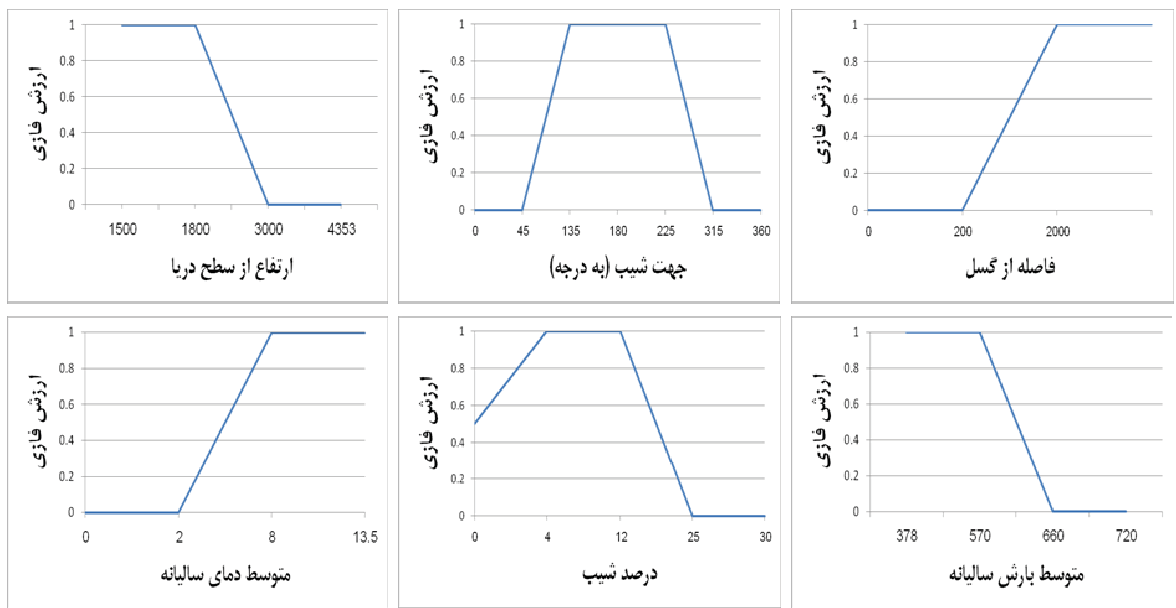 1
0.8
0.6
0.4
0.2
0
ارزش فازی
1500 1800 3000 4353
ارتفاع از سطح دریا
1
0.8
0.6
0.4
0.2
0
ارزش فازی
0 45 135 180 225 315 360
جهت شیب (به درجه)
1
0.8
0.6
0.4
0.2
0
ارزش فازی
0 200 2000
فاصله از گسل
1
0.8
0.6
0.4
0.2
0
ارزش فازی
0 2 8 13.5
متوسط دمای سالیانه
1
0.8
0.6
0.4
0.2
0
ارزش فازی
0 4 12 25 30
درصد شیب
1
0.8
0.6
0.4
0.2
0
ارزش فازی
378 570 660 720
متوسط بارش سالیانه